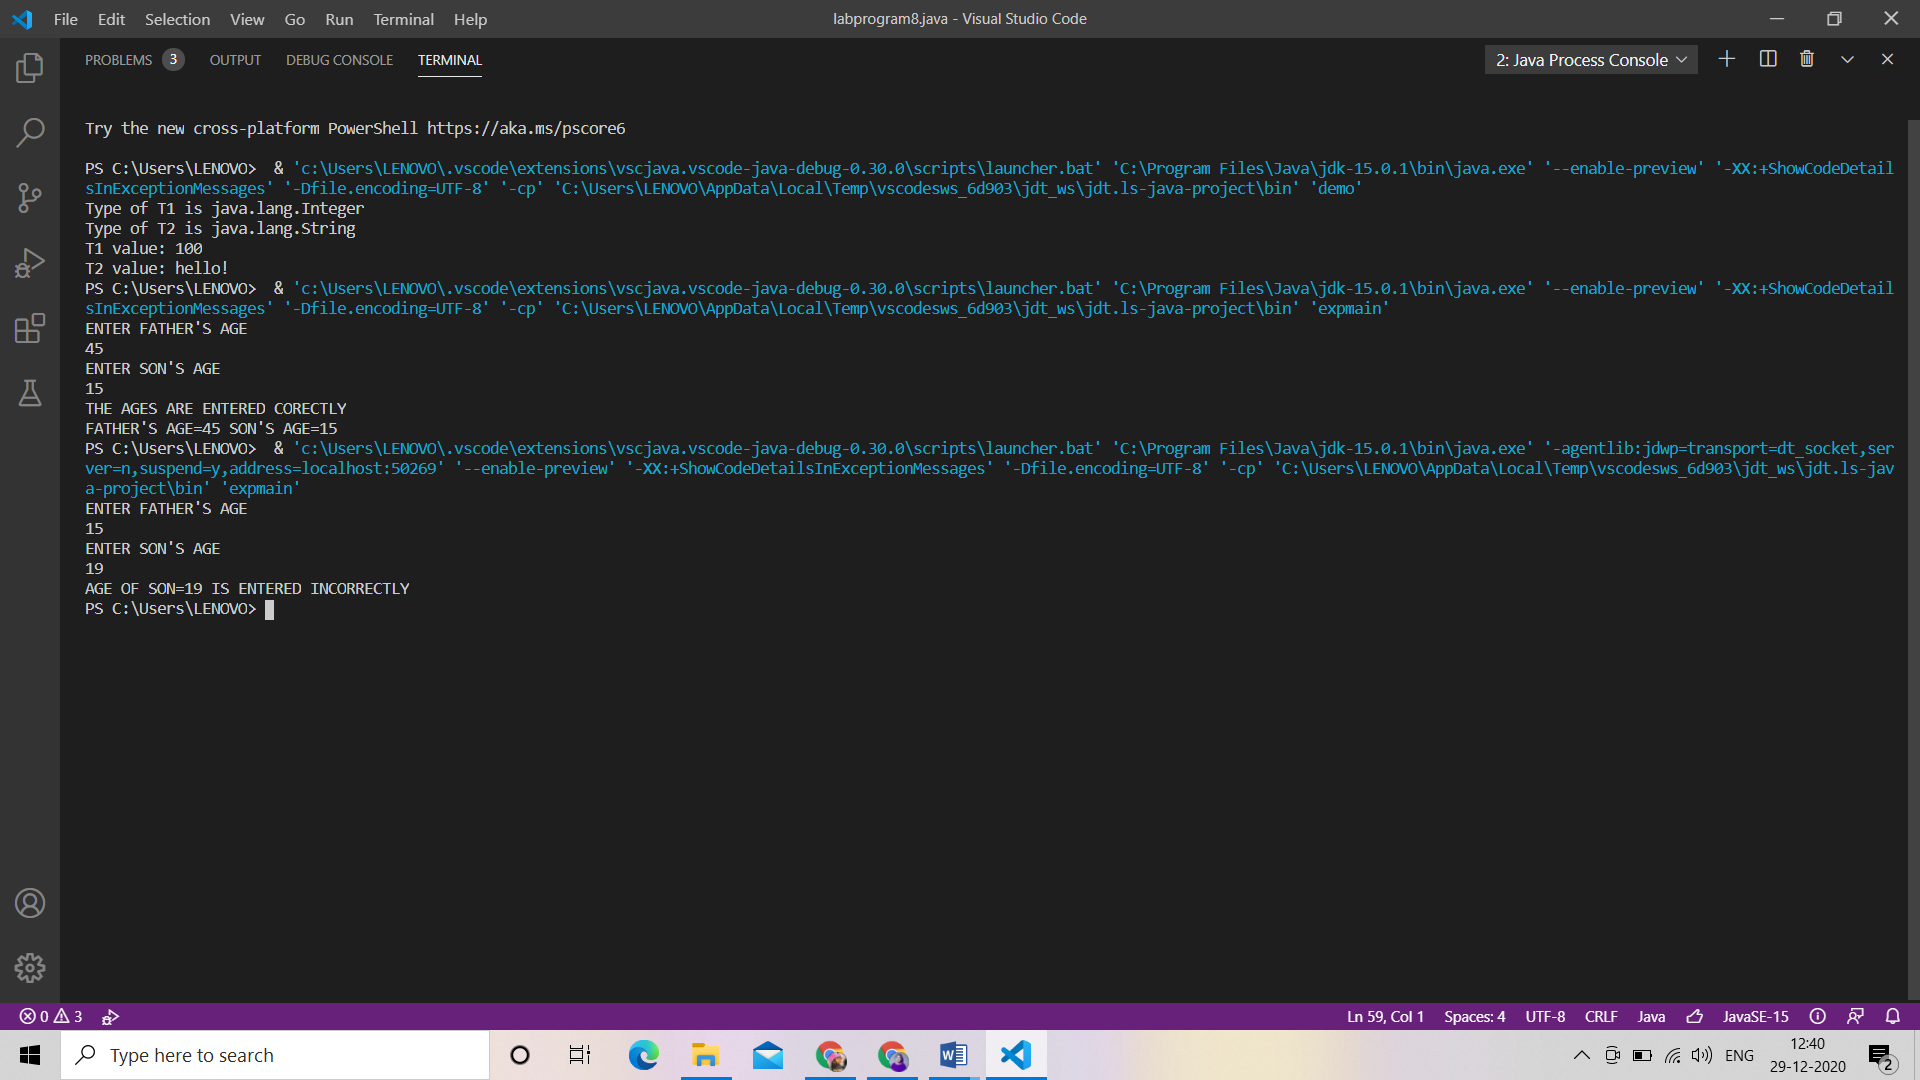 File Edit Selection View Go Run Terminal Help
labprogram8.java - Visual Studio Code
PROBLEMS 3 OUTPUT DEBUG CONSOLE TERMINAL
2: Java Process Console
Try the new cross-platform PowerShell https://aka.ms/pscore6
PS C:\Users\LENOVO>  & 'c:\Users\LENOVO\.vscode\extensions\vscjava.vscode-java-debug-0.30.0\scripts\launcher.bat' 'C:\Program Files\Java\jdk-15.0.1\bin\java.exe' '--enable-preview' '-XX:+ShowCodeDetail
sInExceptionMessages' '-Dfile.encoding=UTF-8' '-cp' 'C:\Users\LENOVO\AppData\Local\Temp\vscodesws_6d903\jdt_ws\jdt.ls-java-project\bin' 'demo'
Type of T1 is java.lang.Integer
Type of T2 is java.lang.String
T1 value: 100
T2 value: hello!
PS C:\Users\LENOVO>  & 'c:\Users\LENOVO\.vscode\extensions\vscjava.vscode-java-debug-0.30.0\scripts\launcher.bat' 'C:\Program Files\Java\jdk-15.0.1\bin\java.exe' '--enable-preview' '-XX:+ShowCodeDetail
sInExceptionMessages' '-Dfile.encoding=UTF-8' '-cp' 'C:\Users\LENOVO\AppData\Local\Temp\vscodesws_6d903\jdt_ws\jdt.ls-java-project\bin' 'expmain'
ENTER FATHER'S AGE
45
ENTER SON'S AGE
15
THE AGES ARE ENTERED CORECTLY
FATHER'S AGE=45 SON'S AGE=15
PS C:\Users\LENOVO>  & 'c:\Users\LENOVO\.vscode\extensions\vscjava.vscode-java-debug-0.30.0\scripts\launcher.bat' 'C:\Program Files\Java\jdk-15.0.1\bin\java.exe' '-agentlib:jdwp=transport=dt_socket,ser
ver=n,suspend=y,address=localhost:50269' '--enable-preview' '-XX:+ShowCodeDetailsInExceptionMessages' '-Dfile.encoding=UTF-8' '-cp' 'C:\Users\LENOVO\AppData\Local\Temp\vscodesws_6d903\jdt_ws\jdt.ls-jav
a-project\bin' 'expmain'
ENTER FATHER'S AGE
15
ENTER SON'S AGE
19
AGE OF SON=19 IS ENTERED INCORRECTLY
PS C:\Users\LENOVO>
0 3
Ln 59, Col 1 Spaces: 4 UTF-8 CRLF Java JavaSE-15
Type here to search
W
ENG
12:40
29-12-2020
2